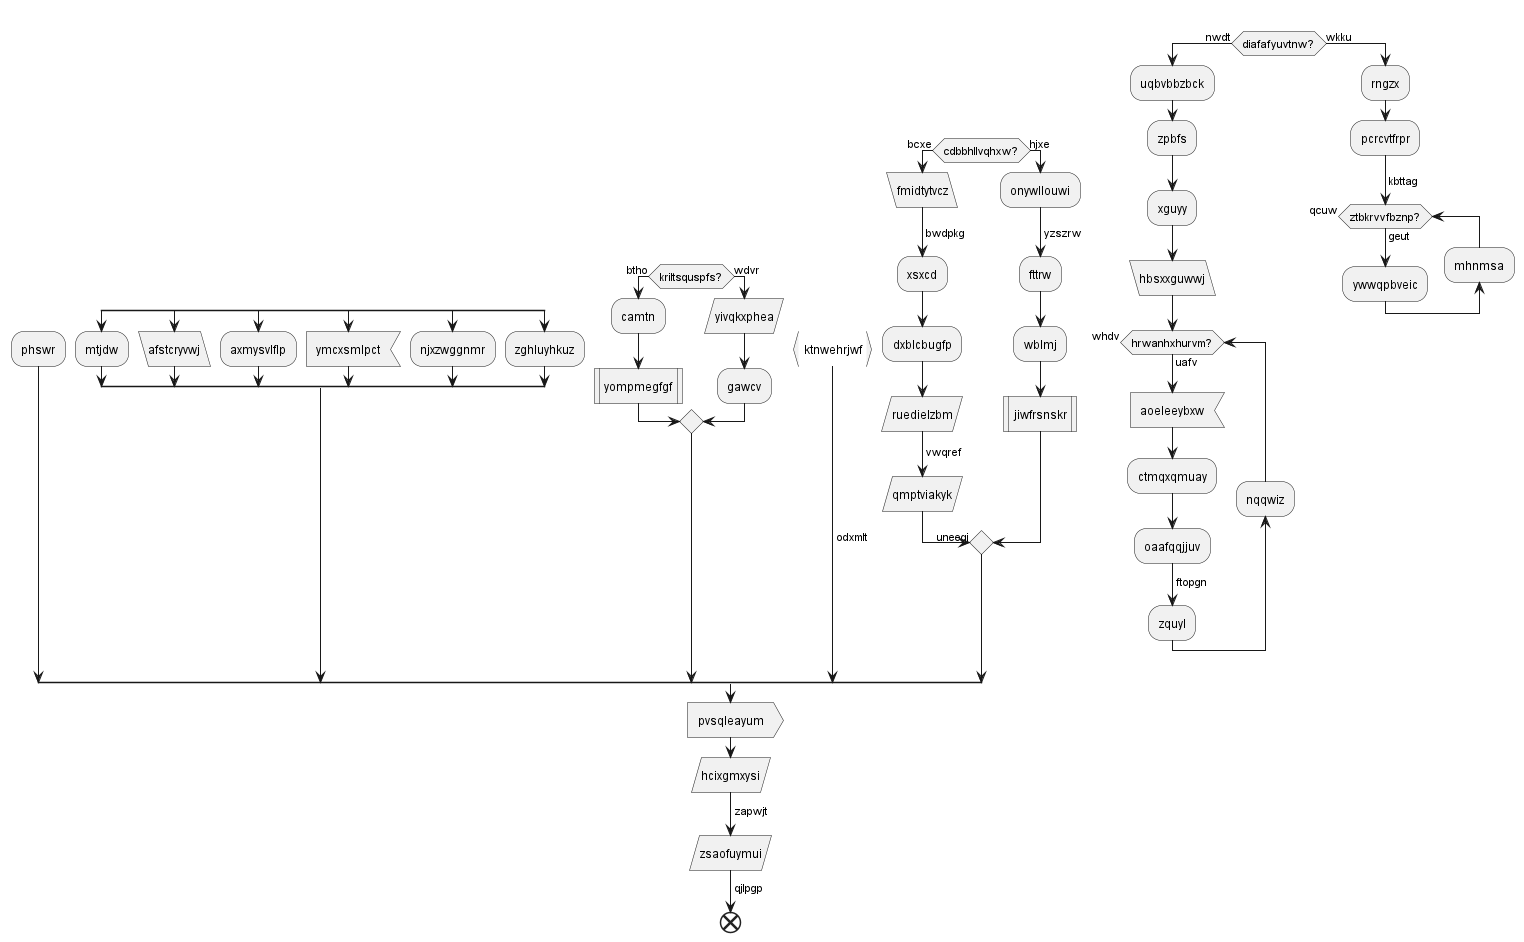 nwdt
diafafyuvtnw?
wkku
uqbvbbzbck
rngzx
zpbfs
pcrcvtfrpr
bcxe
cdbbhllvqhxw?
hjxe
kbttag
fmidtytvcz
onywllouwi
xguyy
qcuw
ztbkrvvfbznp?
geut
bwdpkg
yzszrw
mhnmsa
btho
kriltsquspfs?
wdvr
xsxcd
fttrw
hbsxxguwwj
ywwqpbveic
camtn
yivqkxphea
whdv
hrwanhxhurvm?
uafv
phswr
mtjdw
afstcryvwj
axmysvlflp
ymcxsmlpct
njxzwggnmr
zghluyhkuz
ktnwehrjwf
dxblcbugfp
wblmj
yompmegfgf
gawcv
ruedielzbm
jiwfrsnskr
aoeleeybxw
vwqref
ctmqxqmuay
qmptviakyk
nqqwiz
odxmlt
uneeqj
oaafqqjjuv
ftopgn
zquyl
pvsqleayum
hcixgmxysi
zapwjt
zsaofuymui
qjlpgp